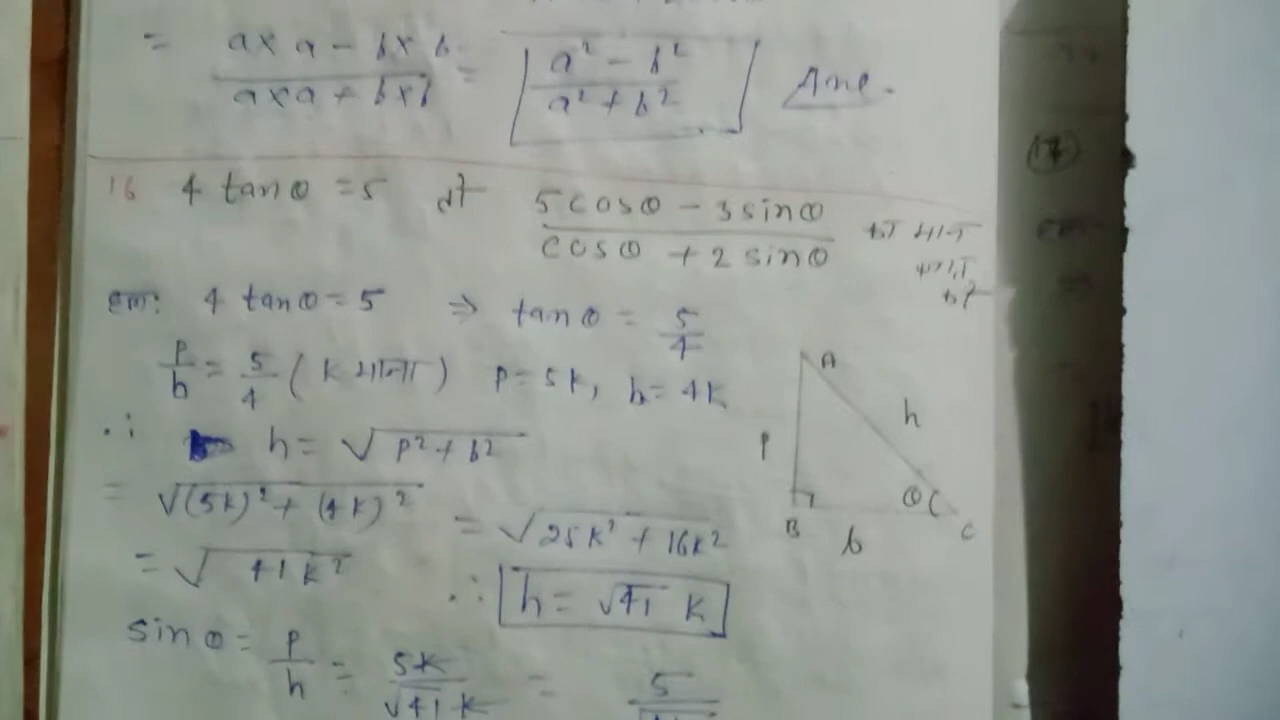 = a×a - b×b / a×a + b×b = a² - b² / a² + b² Ans.
16 4 tanθ = 5 तो 5cosθ - 3sinθ / cosθ + 2sinθ का मान
हल: 4 tanθ = 5 ⇒ tanθ = 5/4
p/b = 5/4 (K माना) P = 5K, b = 4K
∴ h = √p² + b²
= √(5K)² + (4K)² = √25K² + 16K²
= √41K² ∴ h = √41 K
sinθ = P/h = 5K/√41 K = 5
A
h
P
θ
B
b
C
17